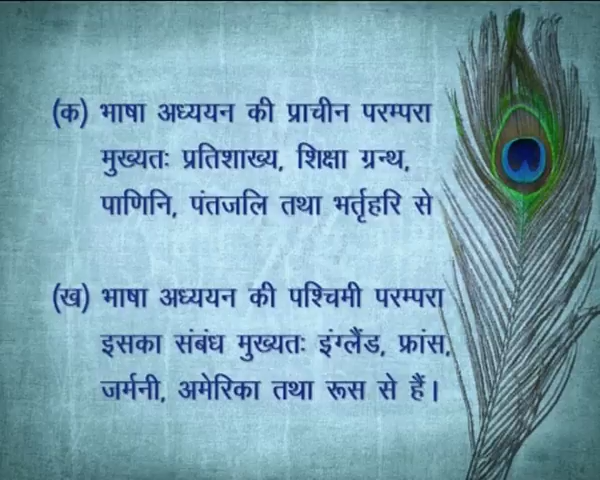 (क) भाषा अध्ययन की प्राचीन परम्परा
मुख्यतः प्रतिशाख्य, शिक्षा ग्रन्थ,
पाणिनि, पंतजलि तथा भर्तृहरि से
(ख) भाषा अध्ययन की पश्चिमी परम्परा
इसका संबंध मुख्यतः इंग्लैंड, फ्रांस,
जर्मनी, अमेरिका तथा रूस से हैं।